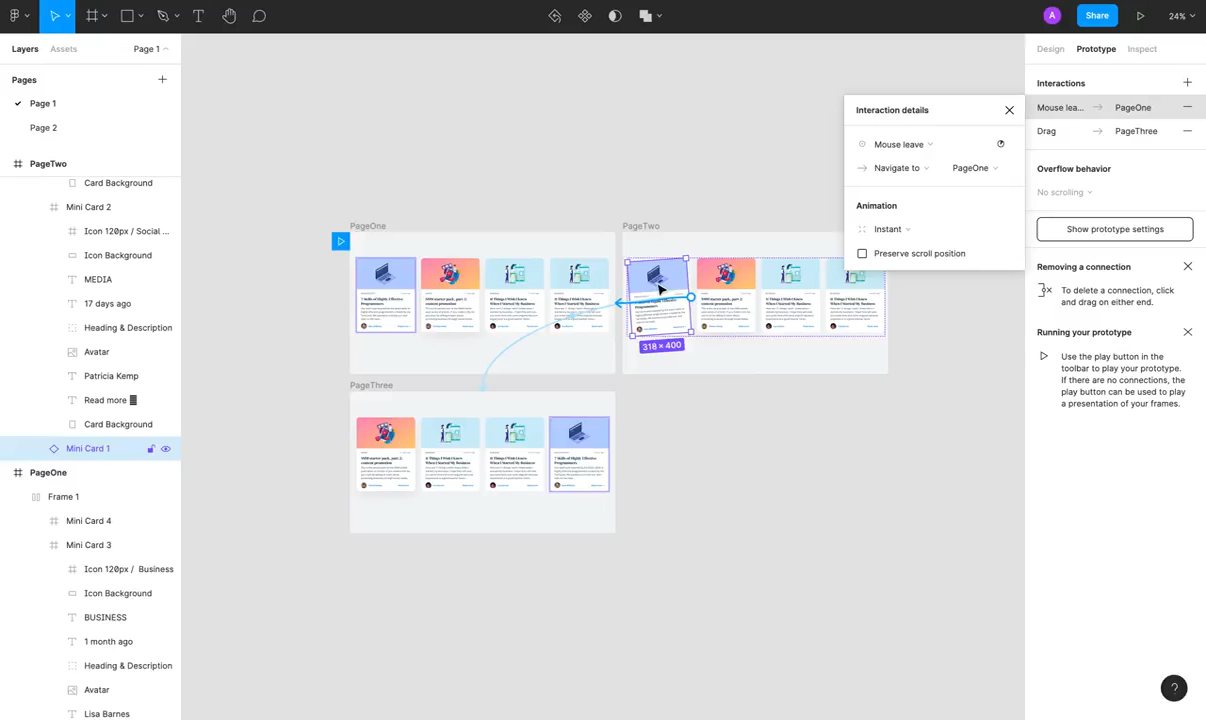 A
Share
24%
Layers
Assets
Page 1
Pages
Page 1
Page 2
PageTwo
Card Background
Mini Card 2
Icon 120px / Social ...
Icon Background
MEDIA
17 days ago
Heading & Description
Avatar
Patricia Kemp
Read more
Card Background
Mini Card 1
PageOne
Frame 1
Mini Card 4
Mini Card 3
Icon 120px / Business
Icon Background
BUSINESS
1 month ago
Heading & Description
Avatar
Lisa Barnes
PageOne
PageTwo
318 × 400
PageThree
Interaction details
Mouse leave
Navigate to
PageOne
Animation
Instant
Preserve scroll position
Design
Prototype
Inspect
Interactions
Mouse lea...
PageOne
Drag
PageThree
Overflow behavior
No scrolling
Show prototype settings
Removing a connection
To delete a connection, click
and drag on either end.
Running your prototype
Use the play button in the
toolbar to play your prototype.
If there are no connections, the
play button can be used to play
a presentation of your frames.
?